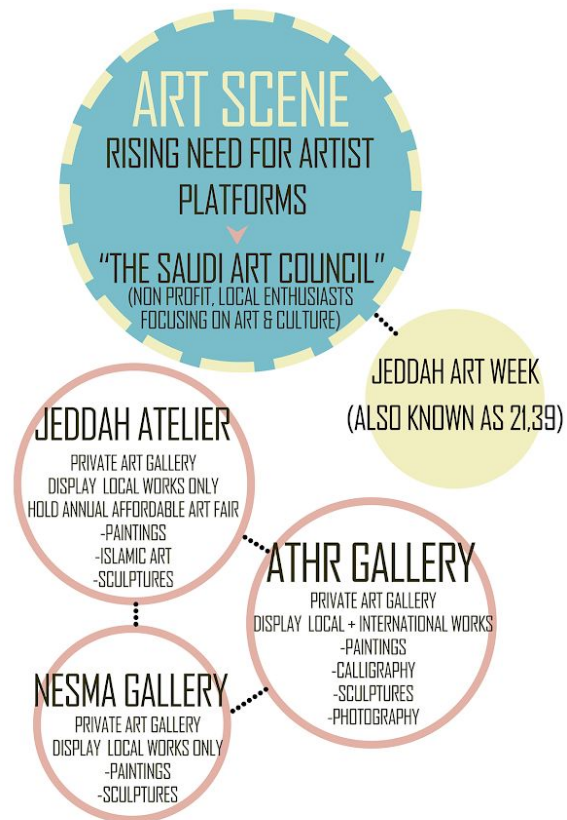 ART SCENE
RISING NEED FOR ARTIST
PLATFORMS
“THE SAUDI ART COUNCIL”
(NON PROFIT, LOCAL ENTHUSIASTS
FOCUSING ON ART & CULTURE)
JEDDAH ART WEEK
(ALSO KNOWN AS 21,39)
JEDDAH ATELIER
PRIVATE ART GALLERY
DISPLAY LOCAL WORKS ONLY
HOLD ANNUAL AFFORDABLE ART FAIR
-PAINTINGS
-ISLAMIC ART
-SCULPTURES
ATHR GALLERY
PRIVATE ART GALLERY
DISPLAY LOCAL + INTERNATIONAL WORKS
-PAINTINGS
-CALLIGRAPHY
-SCULPTURES
-PHOTOGRAPHY
NESMA GALLERY
PRIVATE ART GALLERY
DISPLAY LOCAL WORKS ONLY
-PAINTINGS
-SCULPTURES